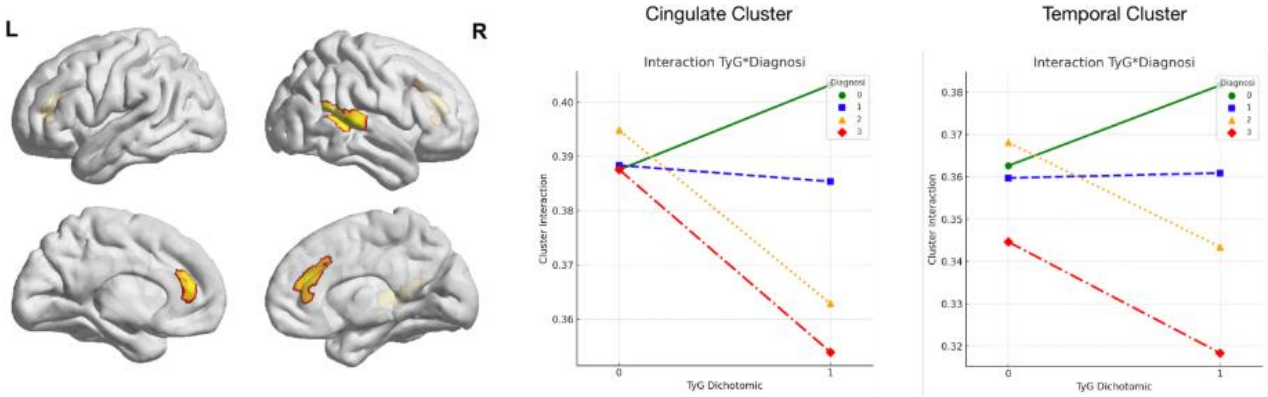 L
R
Cingulate Cluster
Interaction TyG*Diagnosi
Diagnosi
0
1
2
3
0.40
0.39
0.38
0.37
0.36
Cluster Interaction
0
1
TyG Dichotomic
Temporal Cluster
Interaction TyG*Diagnosi
Diagnosi
0
1
2
3
0.38
0.37
0.36
0.35
0.34
0.33
0.32
Cluster Interaction
0
1
TyG Dichotomic